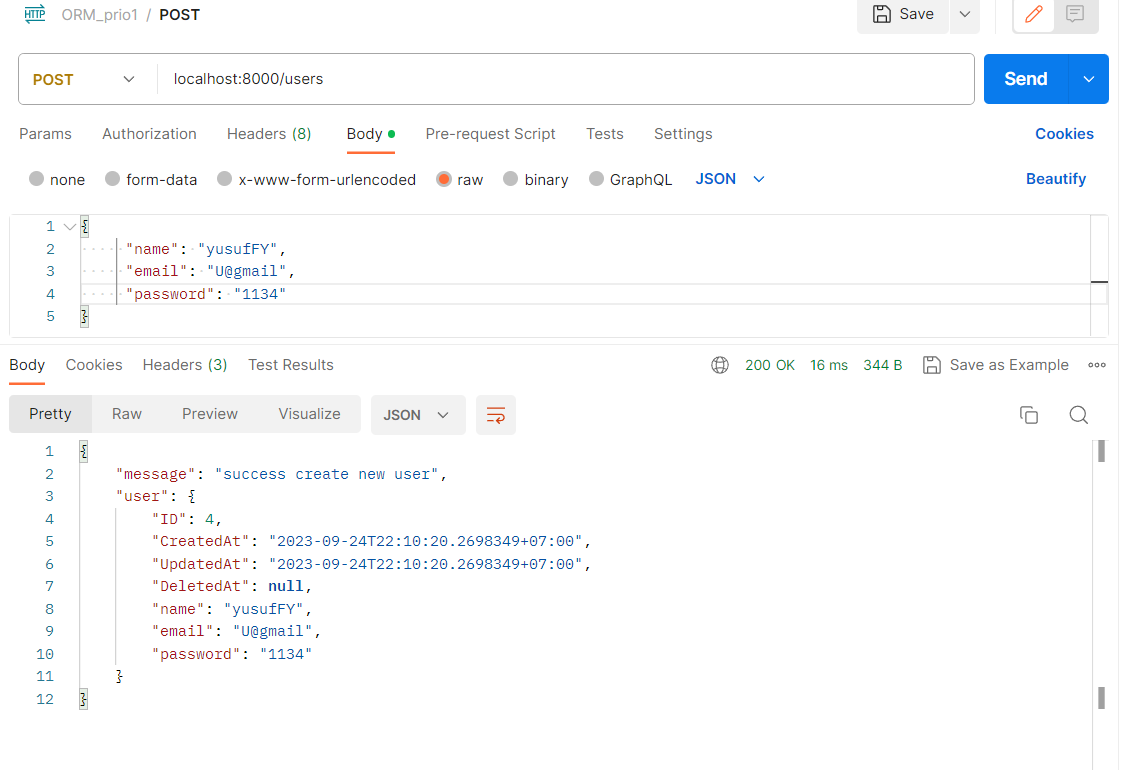 HTTP ORM_prio1 / POST Save
POST localhost:8000/users Send
Params Authorization Headers (8) Body Pre-request Script Tests Settings Cookies
none form-data x-www-form-urlencoded raw binary GraphQL JSON Beautify
1 {
2 "name": "yusufFY",
3 "email": "U@gmail",
4 "password": "1134"
5 }
Body Cookies Headers (3) Test Results 200 OK 16 ms 344 B Save as Example
Pretty Raw Preview Visualize JSON
1 {
2 "message": "success create new user",
3 "user": {
4 "ID": 4,
5 "CreatedAt": "2023-09-24T22:10:20.2698349+07:00",
6 "UpdatedAt": "2023-09-24T22:10:20.2698349+07:00",
7 "DeletedAt": null,
8 "name": "yusufFY",
9 "email": "U@gmail",
10 "password": "1134"
11 }
12 }